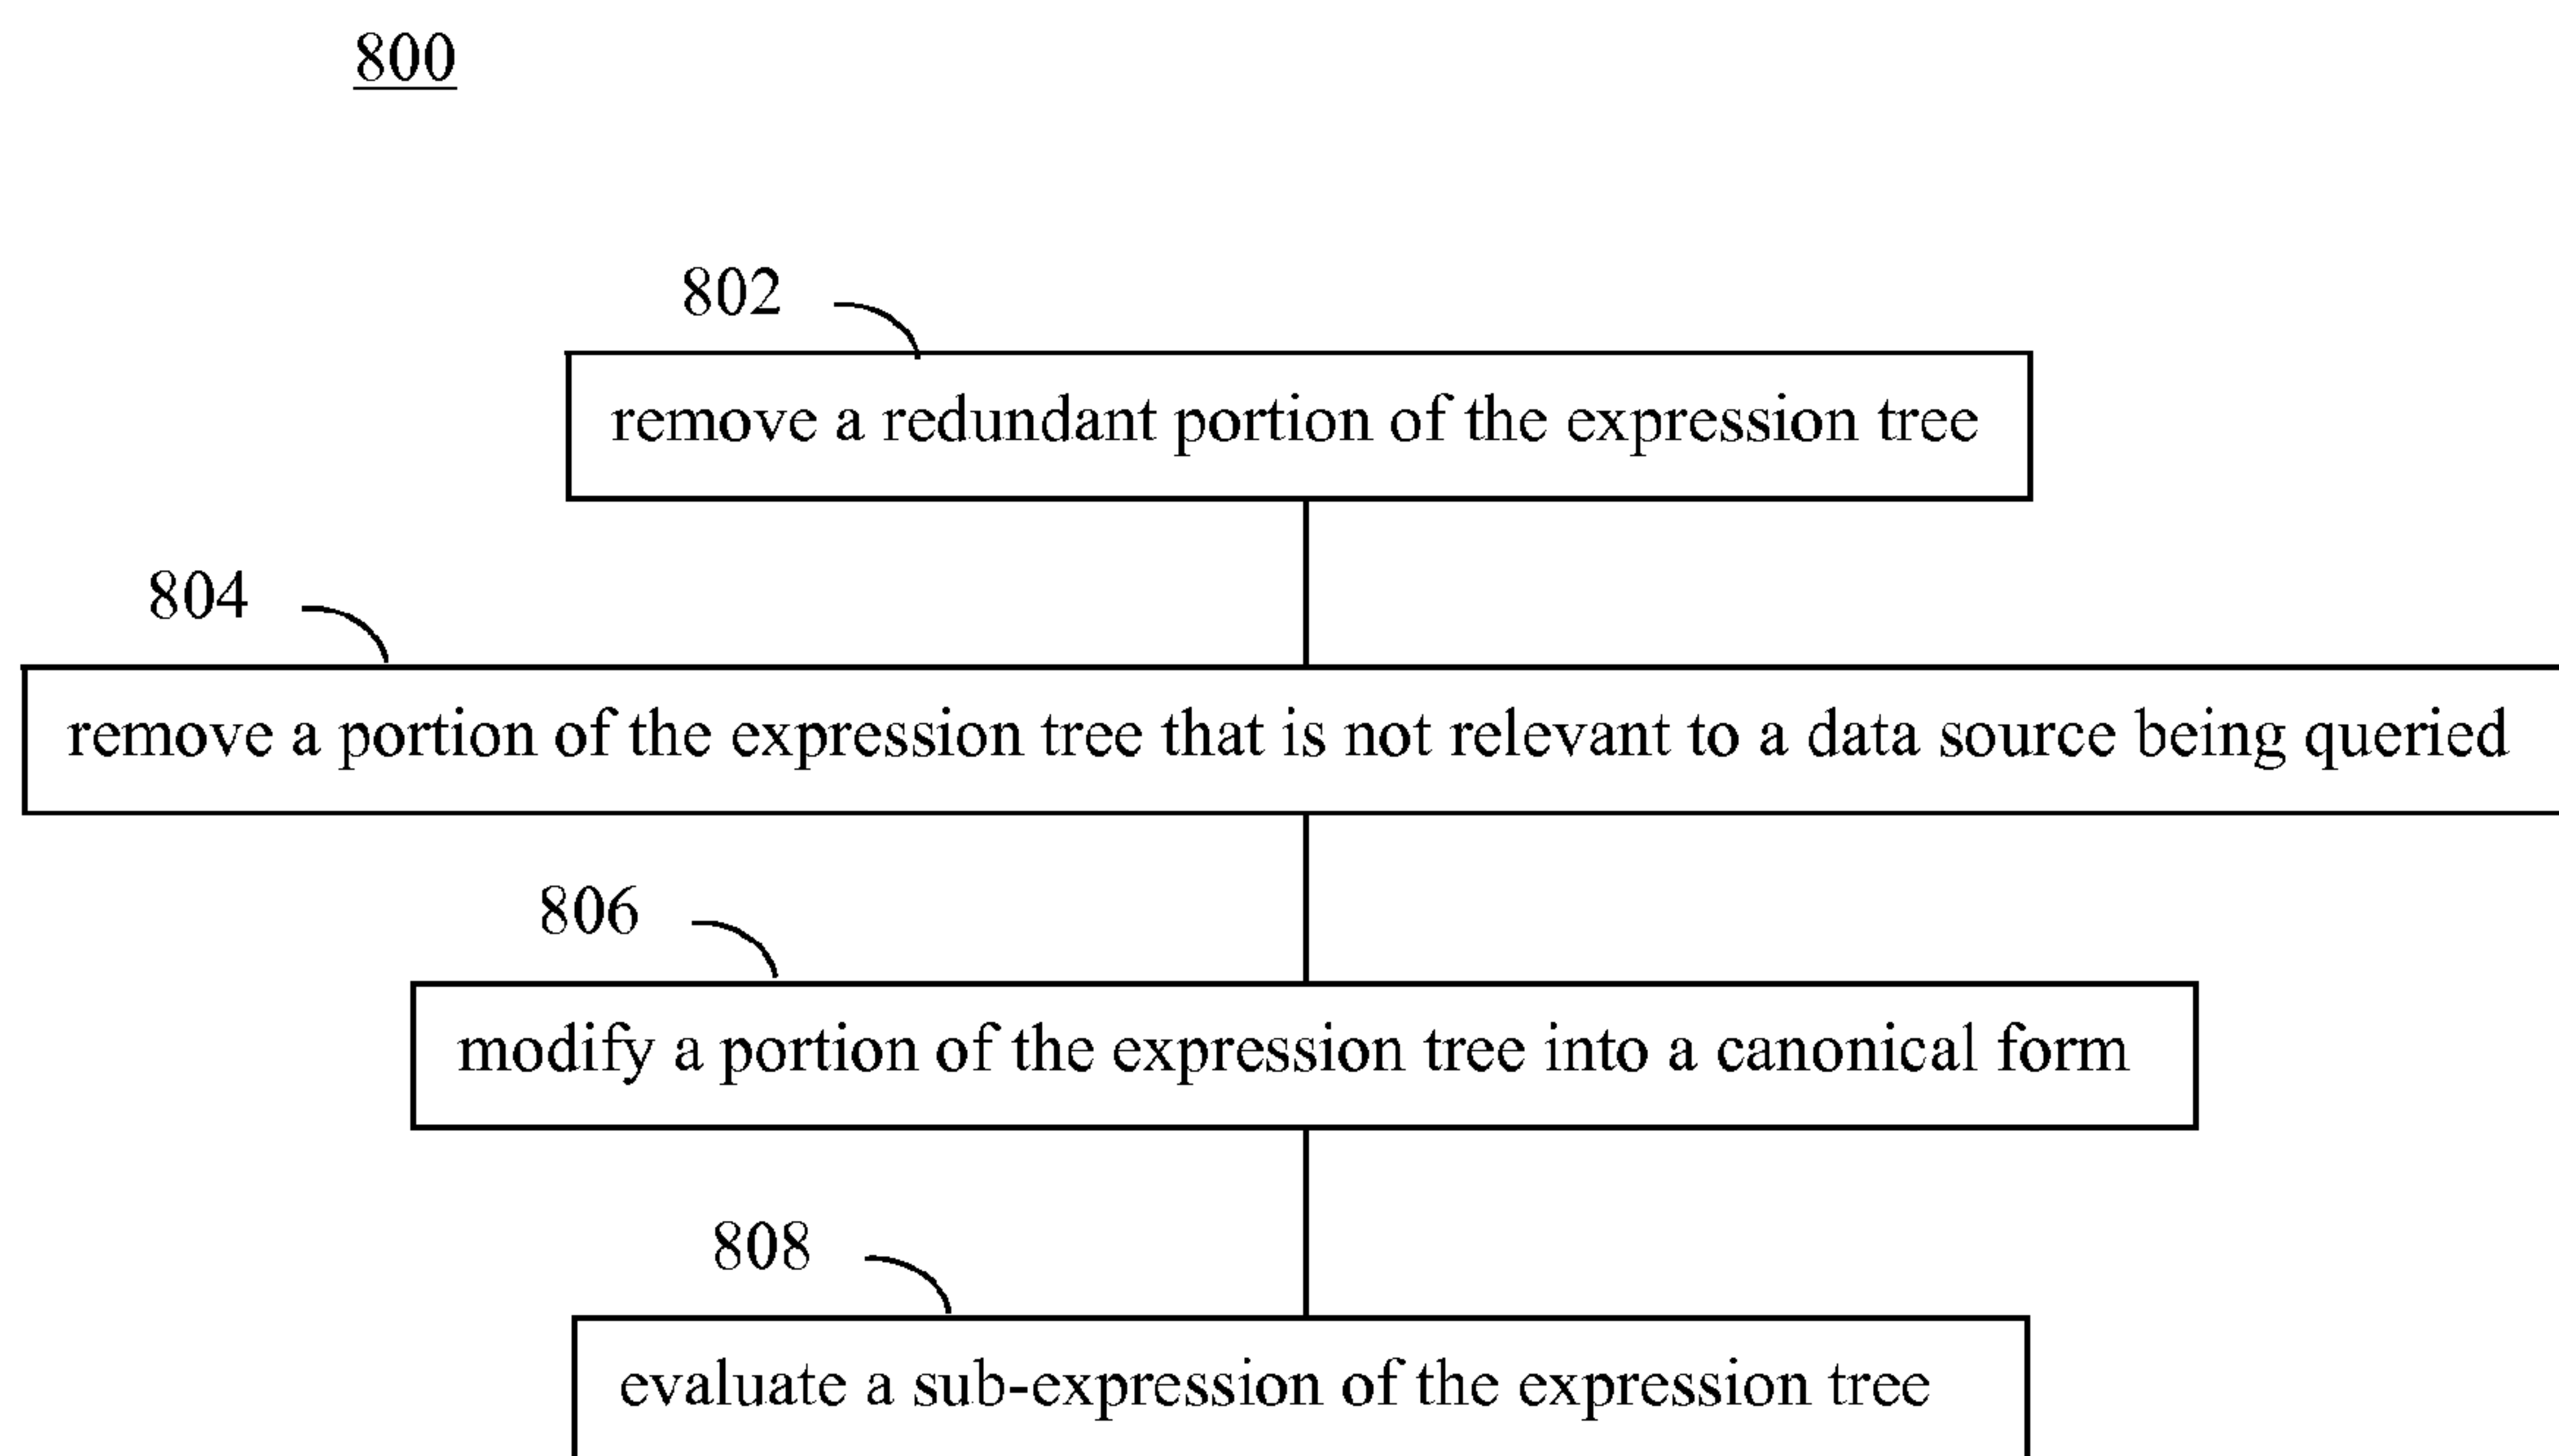 800
802
remove a redundant portion of the expression tree
804
remove a portion of the expression tree that is not relevant to a data source being queried
806
modify a portion of the expression tree into a canonical form
808
evaluate a sub-expression of the expression tree